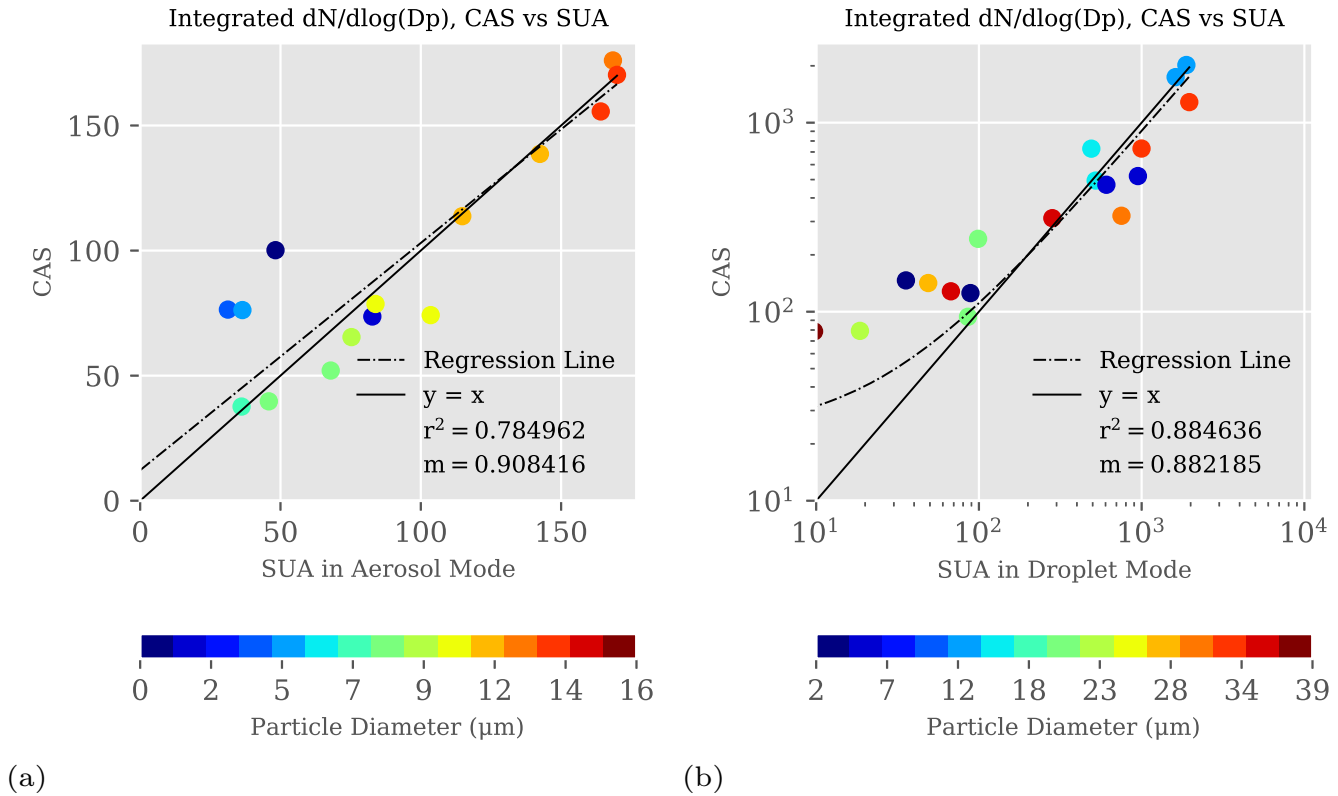 Integrated dN/dlog(Dp), CAS vs SUA
CAS
150
100
50
0
Regression Line
y = x
r² = 0.784962
m = 0.908416
0 50 100 150
SUA in Aerosol Mode
0 2 5 7 9 12 14 16
Particle Diameter (μm)
(a)
Integrated dN/dlog(Dp), CAS vs SUA
CAS
10³
10²
10¹
Regression Line
y = x
r² = 0.884636
m = 0.882185
10¹ 10² 10³ 10⁴
SUA in Droplet Mode
2 7 12 18 23 28 34 39
Particle Diameter (μm)
(b)